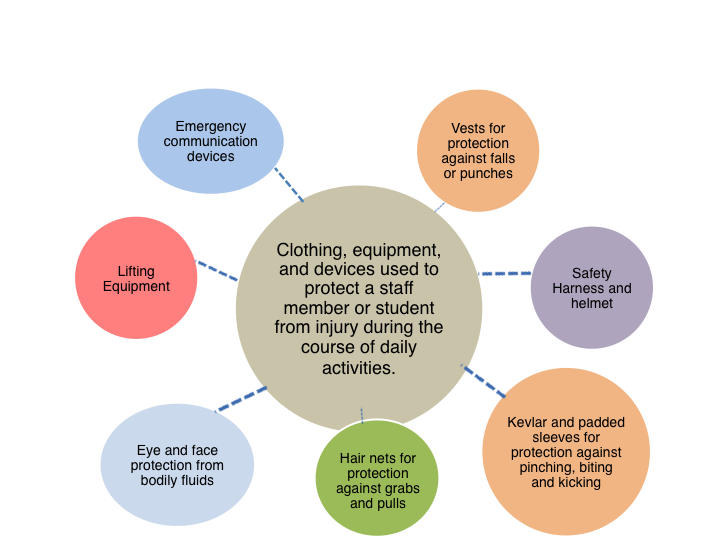 Emergency
communication
devices
Vests for
protection
against falls
or punches
Clothing, equipment,
and devices used to
protect a staff
member or student
from injury during the
course of daily
activities.
Lifting
Equipment
Safety
Harness and
helmet
Eye and face
protection from
bodily fluids
Hair nets for
protection
against grabs
and pulls
Kevlar and padded
sleeves for
protection against
pinching, biting
and kicking